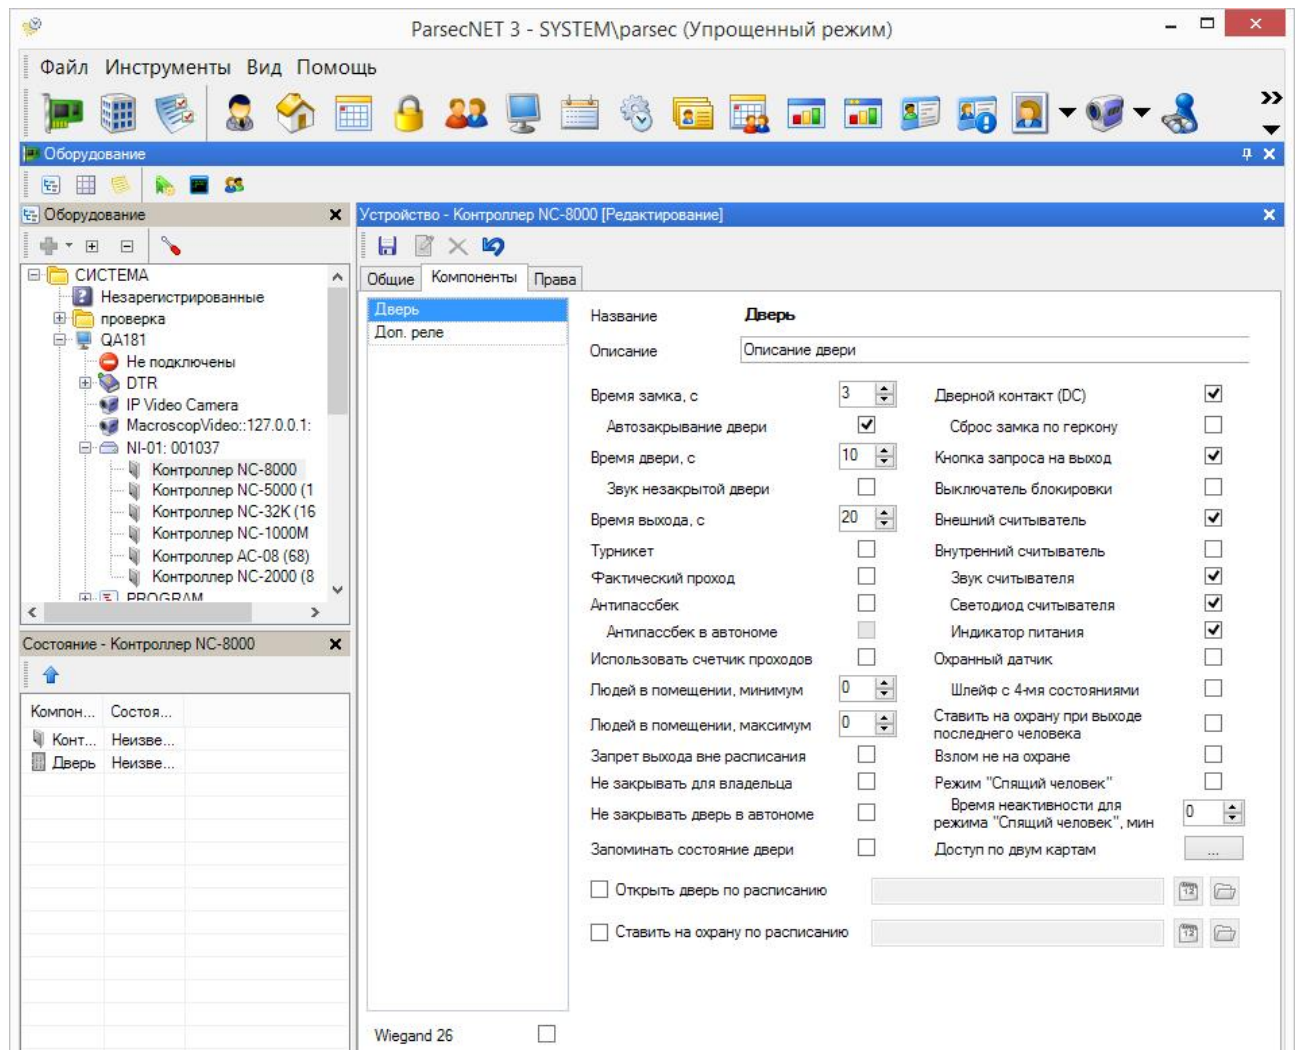 ParsecNET 3 - SYSTEM\parsec (Упрощенный режим)
Файл Инструменты Вид Помощь
Оборудование
Оборудование
СИСТЕМА
Незарегистрированные
проверка
QA181
Не подключены
DTR
IP Video Camera
MacroscopVideo::127.0.0.1:
NI-01: 001037
Контроллер NC-8000
Контроллер NC-5000 (1
Контроллер NC-32K (16
Контроллер NC-1000M
Контроллер AC-08 (68)
Контроллер NC-2000 (8
PROGRAM
Состояние - Контроллер NC-8000
Компон... Состоя...
Конт... Неизве...
Дверь Неизве...
Устройство - Контроллер NC-8000 [Редактирование]
Общие Компоненты Права
Дверь
Доп. реле
Wiegand 26
Название Дверь
Описание Описание двери
Время замка, с 3
Автозакрывание двери
Время двери, с 10
Звук незакрытой двери
Время выхода, с 20
Турникет
Фактический проход
Антипассбек
Антипассбек в автономе
Использовать счетчик проходов
Людей в помещении, минимум 0
Людей в помещении, максимум 0
Запрет выхода вне расписания
Не закрывать для владельца
Не закрывать дверь в автономе
Запоминать состояние двери
Дверной контакт (DC)
Сброс замка по геркону
Кнопка запроса на выход
Выключатель блокировки
Внешний считыватель
Внутренний считыватель
Звук считывателя
Светодиод считывателя
Индикатор питания
Охранный датчик
Шлейф с 4-мя состояниями
Ставить на охрану при выходе
последнего человека
Взлом не на охране
Режим "Спящий человек"
Время неактивности для
режима "Спящий человек", мин 0
Доступ по двум картам ...
Открыть дверь по расписанию
Ставить на охрану по расписанию